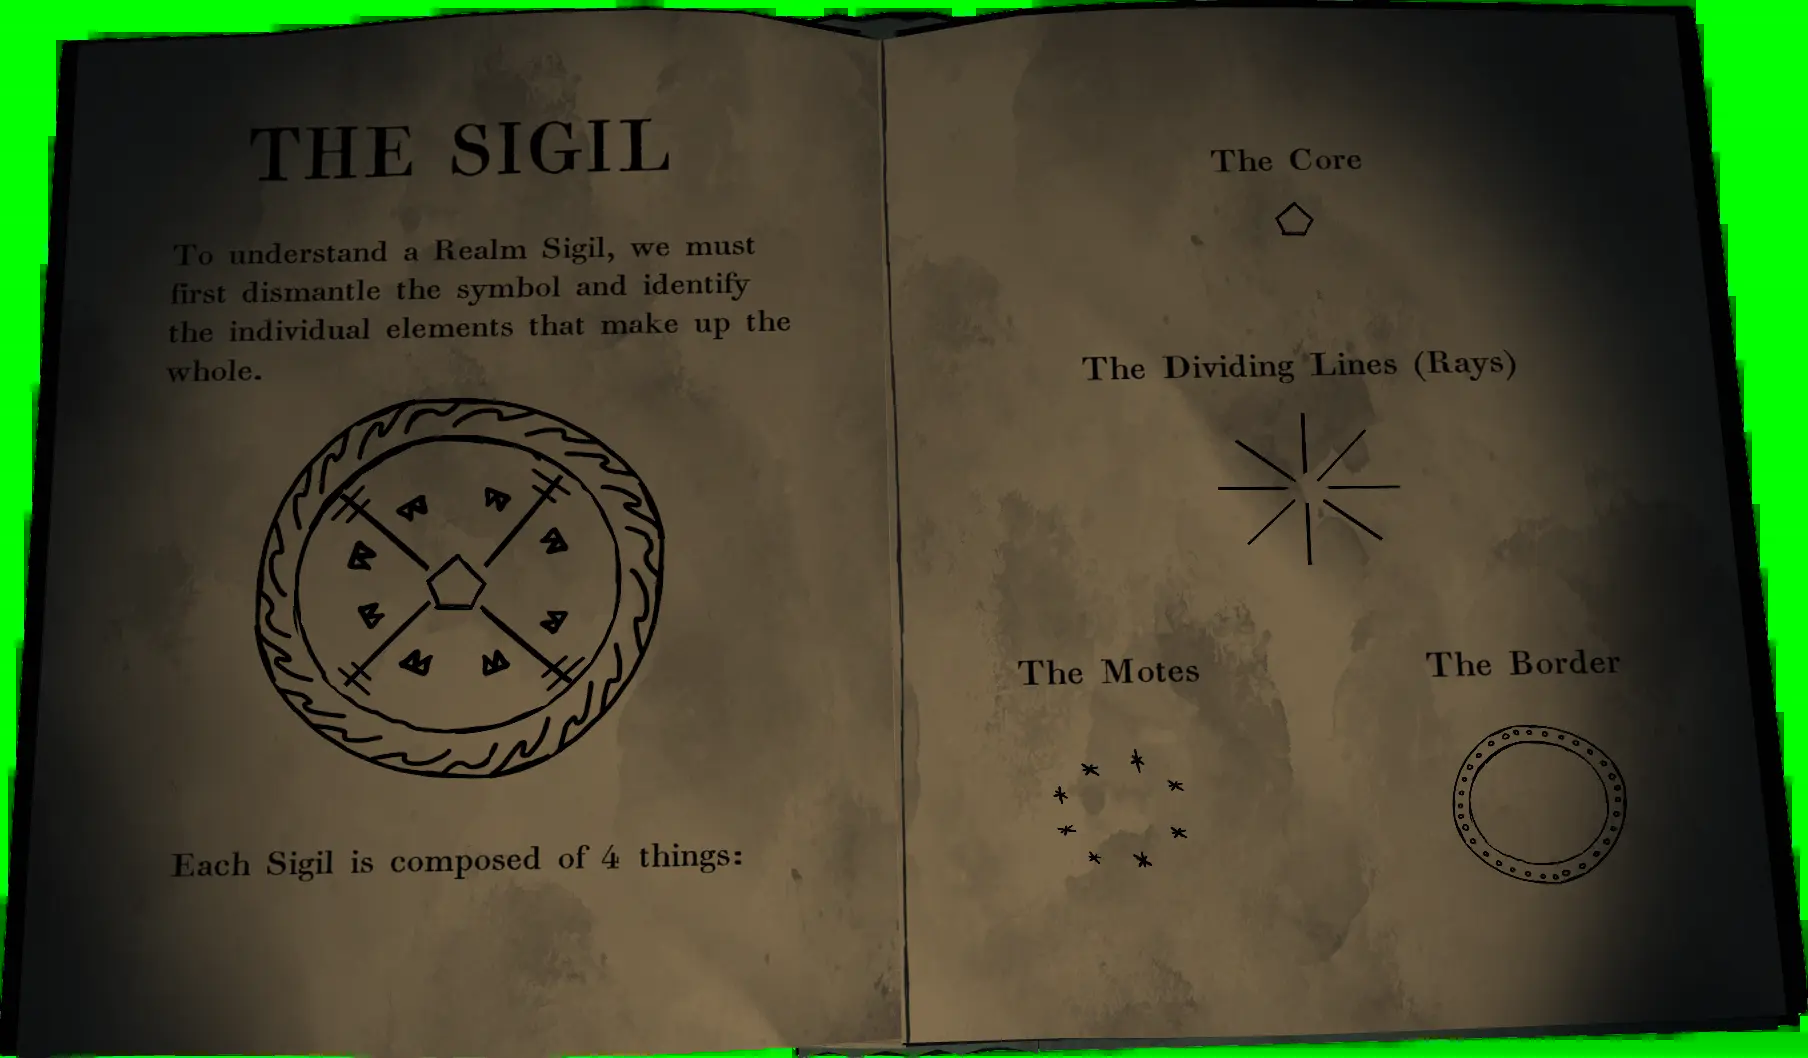 THE SIGIL
To understand a Realm Sigil, we must
first dismantle the symbol and identify
the individual elements that make up the
whole.
Each Sigil is composed of 4 things:
The Core
The Dividing Lines (Rays)
The Motes
The Border